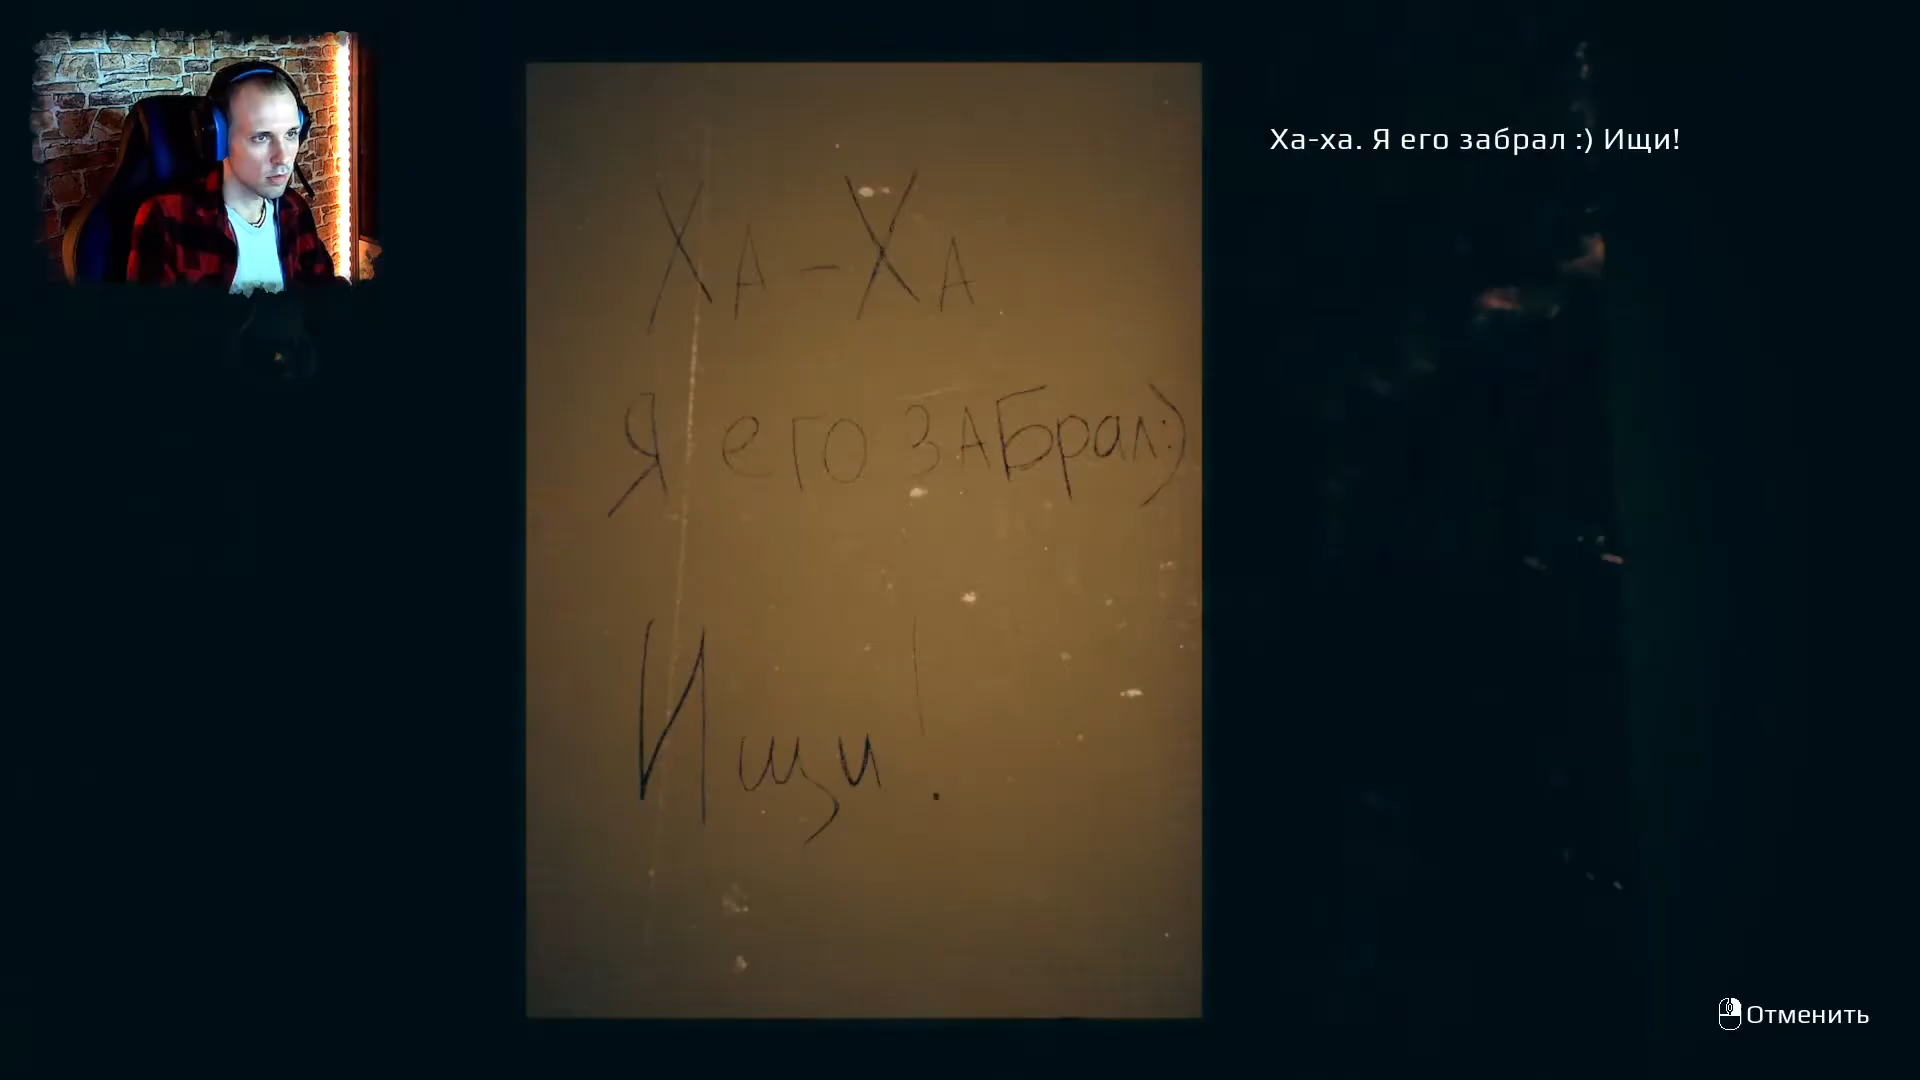 Ха-ха. Я его забрал :) Ищи!
Ха-Ха
Я его зАБрал:)
Ищи!
Отменить